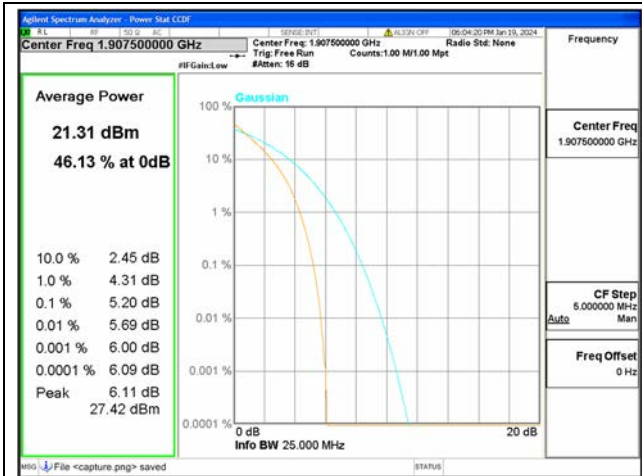 Agilent Spectrum Analyzer - Power Stat CCDF
RL RF 50 Ω AC SENSE:INT ALIGN OFF 06:04:20 PM Jan 19, 2024
Center Freq 1.907500000 GHz
Center Freq: 1.907500000 GHz Radio Std: None
Trig: Free Run Counts:1.00 M/1.00 Mpt
#IFGain:Low #Atten: 16 dB
Frequency
Average Power
21.31 dBm
46.13 % at 0dB
10.0 % 2.45 dB
1.0 % 4.31 dB
0.1 % 5.20 dB
0.01 % 5.69 dB
0.001 % 6.00 dB
0.0001 % 6.09 dB
Peak 6.11 dB
27.42 dBm
Gaussian
100 %
10 %
1 %
0.1 %
0.01 %
0.001 %
0.0001 %
0 dB 20 dB
Info BW 25.000 MHz
Center Freq
1.907500000 GHz
CF Step
5.000000 MHz
Auto Man
Freq Offset
0 Hz
MSG File <capture.png> saved STATUS